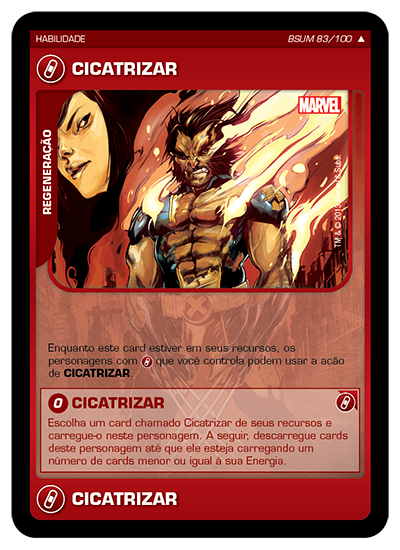 HABILIDADE
BSUM 83/100 ▲
CICATRIZAR
MARVEL
REGENERAÇÃO
TM & © 2013 & Subs.
Enquanto este card estiver em seus recursos, os
personagens com que você controla podem usar a ação
de CICATRIZAR.
0 CICATRIZAR
Escolha um card chamado Cicatrizar de seus recursos e
carregue-o neste personagem. A seguir, descarregue cards
deste personagem até que ele esteja carregando um
número de cards menor ou igual à sua Energia.
CICATRIZAR